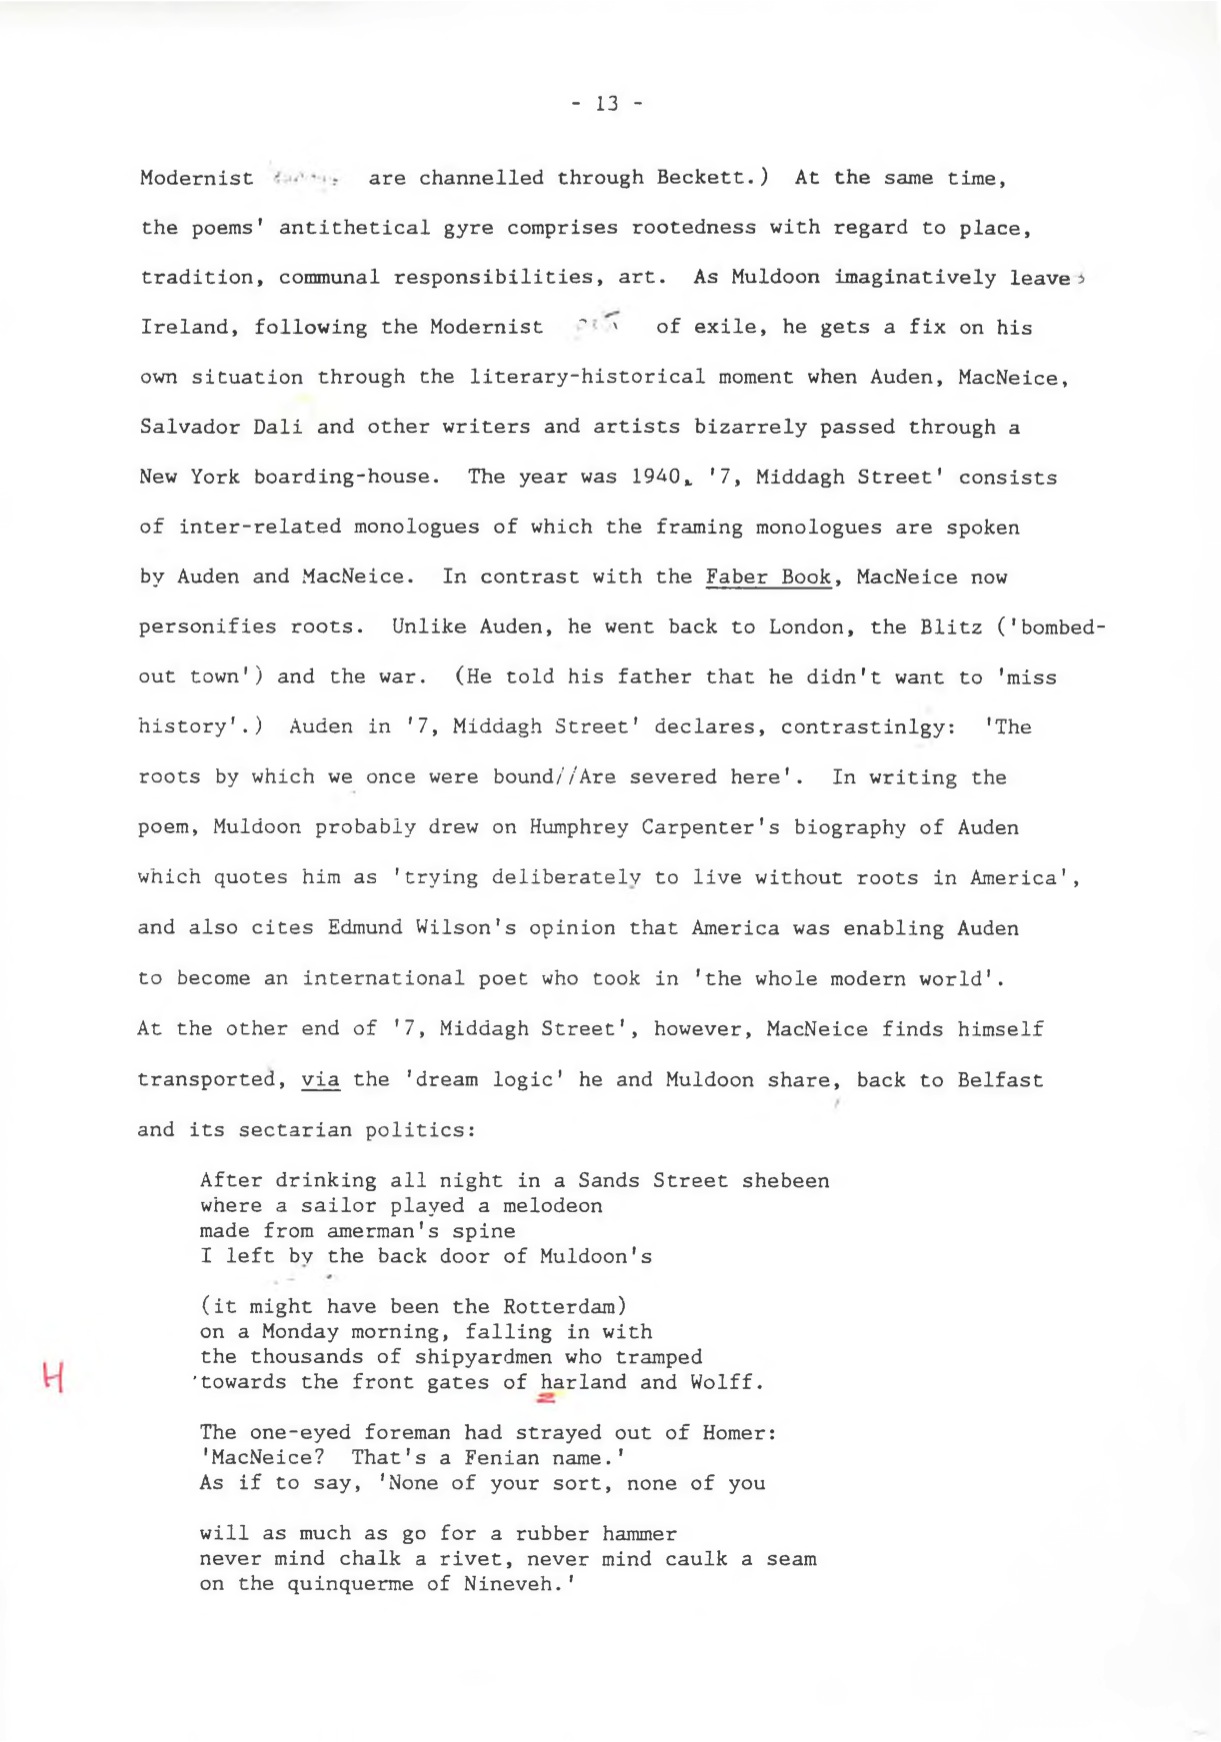 - 13 -
Modernist are channelled through Beckett.) At the same time,
the poems' antithetical gyre comprises rootedness with regard to place,
tradition, communal responsibilities, art. As Muldoon imaginatively leaves
Ireland, following the Modernist of exile, he gets a fix on his
own situation through the literary-historical moment when Auden, MacNeice,
Salvador Dali and other writers and artists bizarrely passed through a
New York boarding-house. The year was 1940. '7, Middagh Street' consists
of inter-related monologues of which the framing monologues are spoken
by Auden and MacNeice. In contrast with the Faber Book, MacNeice now
personifies roots. Unlike Auden, he went back to London, the Blitz ('bombed-
out town') and the war. (He told his father that he didn't want to 'miss
history'.) Auden in '7, Middagh Street' declares, contrastinlgy: 'The
roots by which we once were bound//Are severed here'. In writing the
poem, Muldoon probably drew on Humphrey Carpenter's biography of Auden
which quotes him as 'trying deliberately to live without roots in America',
and also cites Edmund Wilson's opinion that America was enabling Auden
to become an international poet who took in 'the whole modern world'.
At the other end of '7, Middagh Street', however, MacNeice finds himself
transported, via the 'dream logic' he and Muldoon share, back to Belfast
and its sectarian politics:
After drinking all night in a Sands Street shebeen
where a sailor played a melodeon
made from amerman's spine
I left by the back door of Muldoon's
(it might have been the Rotterdam)
on a Monday morning, falling in with
the thousands of shipyardmen who tramped
H 'towards the front gates of harland and Wolff.
The one-eyed foreman had strayed out of Homer:
'MacNeice? That's a Fenian name.'
As if to say, 'None of your sort, none of you
will as much as go for a rubber hammer
never mind chalk a rivet, never mind caulk a seam
on the quinquerme of Nineveh.'